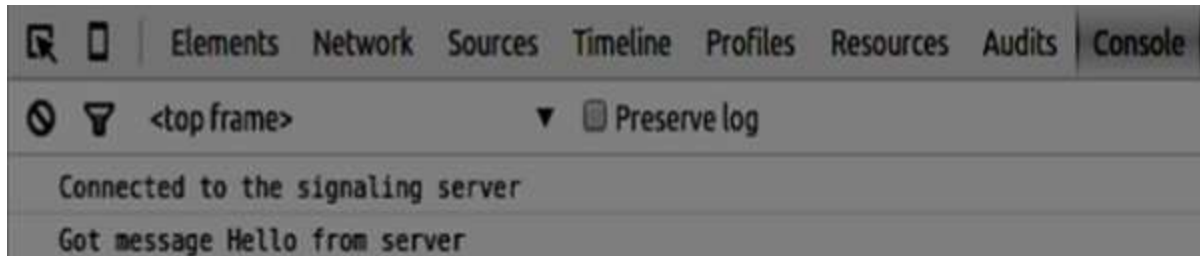 Elements Network Sources Timeline Profiles Resources Audits Console
<top frame> ▼ Preserve log
Connected to the signaling server
Got message Hello from server